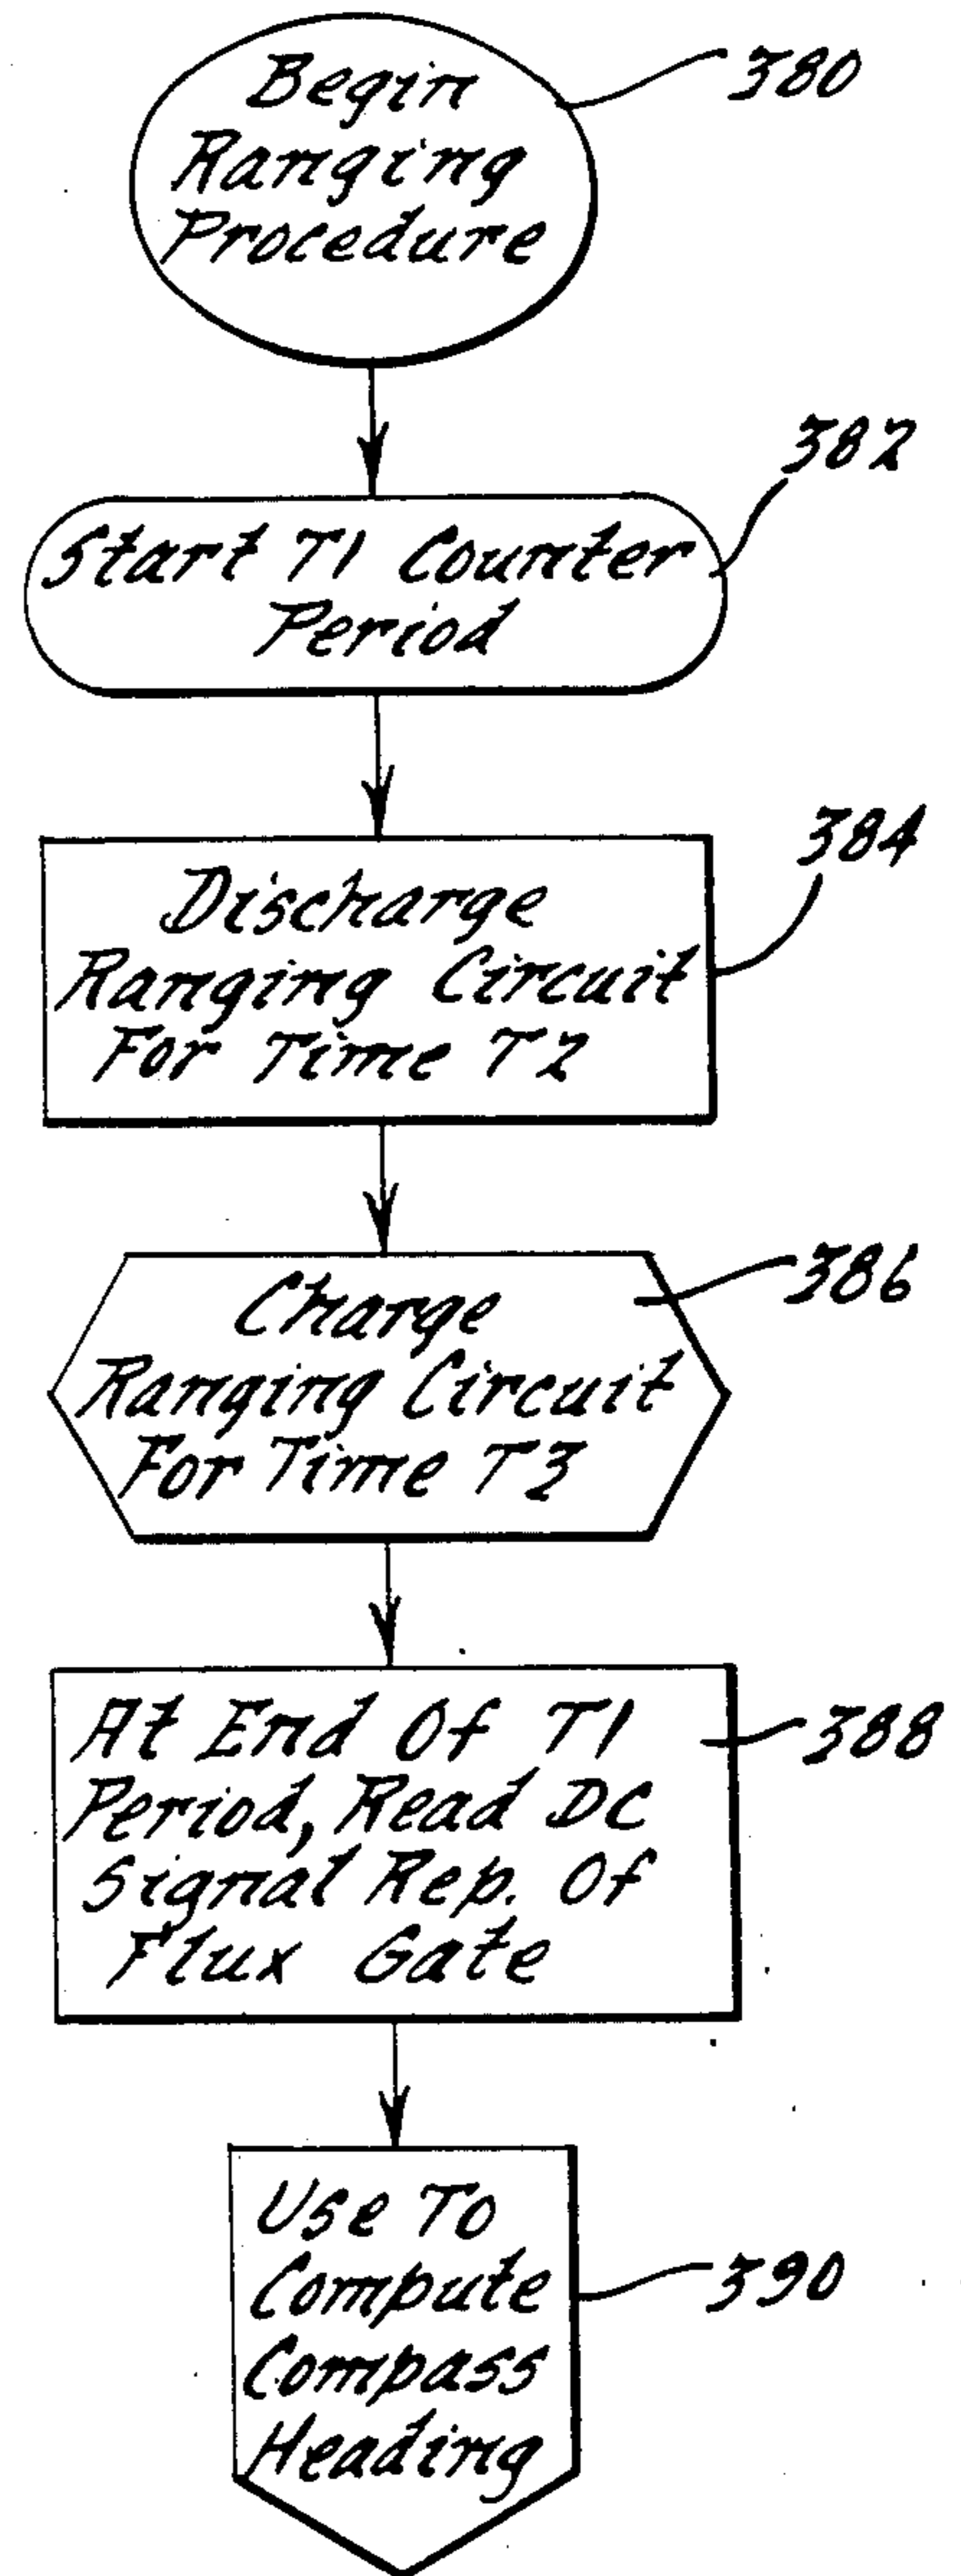 Begin
Ranging
Procedure
380
382
Start T1 Counter
Period
384
Discharge
Ranging Circuit
For Time T2
386
Charge
Ranging Circuit
For Time T3
At End Of T1
Period, Read DC
Signal Rep. Of
Flux Gate
388
Use To
Compute
Compass
Heading
390